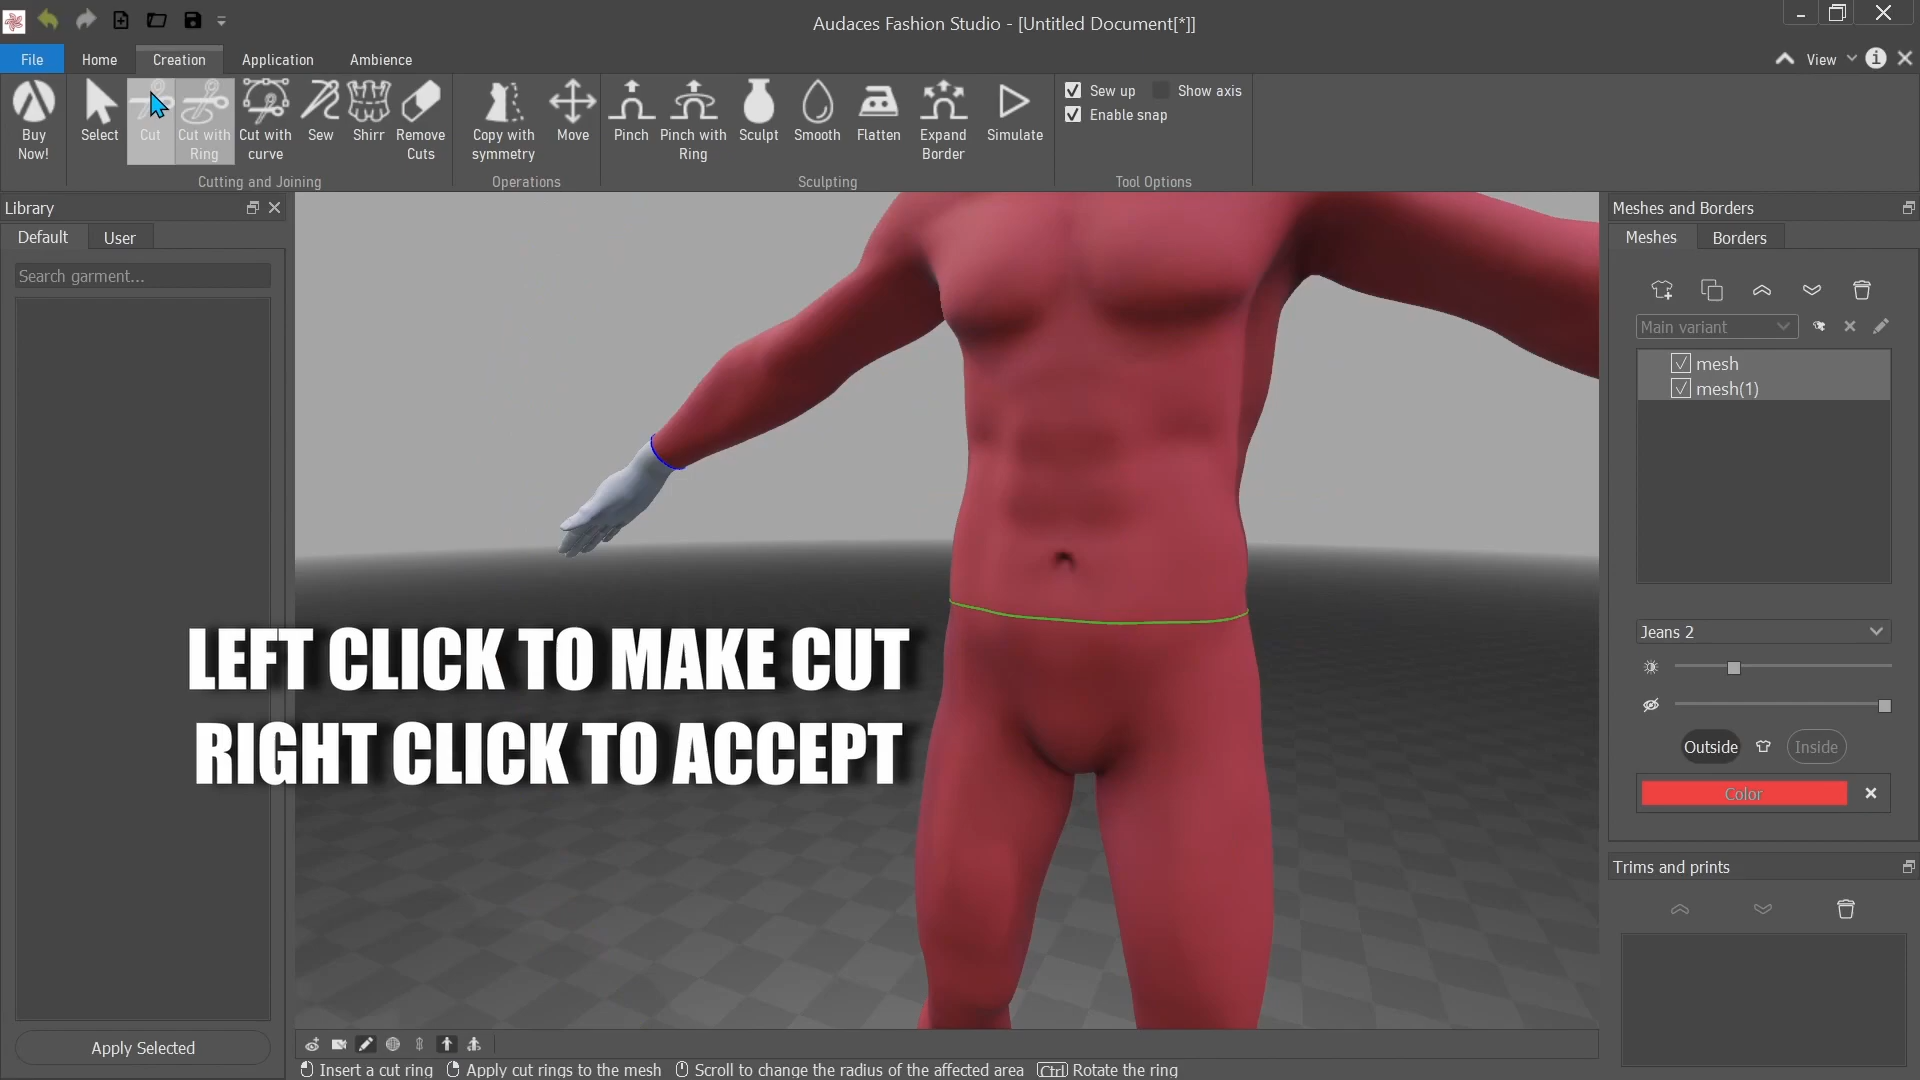 Audaces Fashion Studio - [Untitled Document[*]]
File Home Creation Application Ambience View
Buy Now!
Select
Cut
Cut with Ring
Cut with curve
Sew
Shirr
Remove Cuts
Cutting and Joining
Copy with symmetry
Move
Operations
Pinch
Pinch with Ring
Sculpt
Smooth
Flatten
Expand Border
Simulate
Sculpting
Sew up
Show axis
Enable snap
Tool Options
Library
Default User
Search garment...
Apply Selected
LEFT CLICK TO MAKE CUT
RIGHT CLICK TO ACCEPT
Meshes and Borders
Meshes Borders
Main variant
mesh
mesh(1)
Jeans 2
Outside Inside
Color
Trims and prints
Insert a cut ring Apply cut rings to the mesh Scroll to change the radius of the affected area Ctrl Rotate the ring